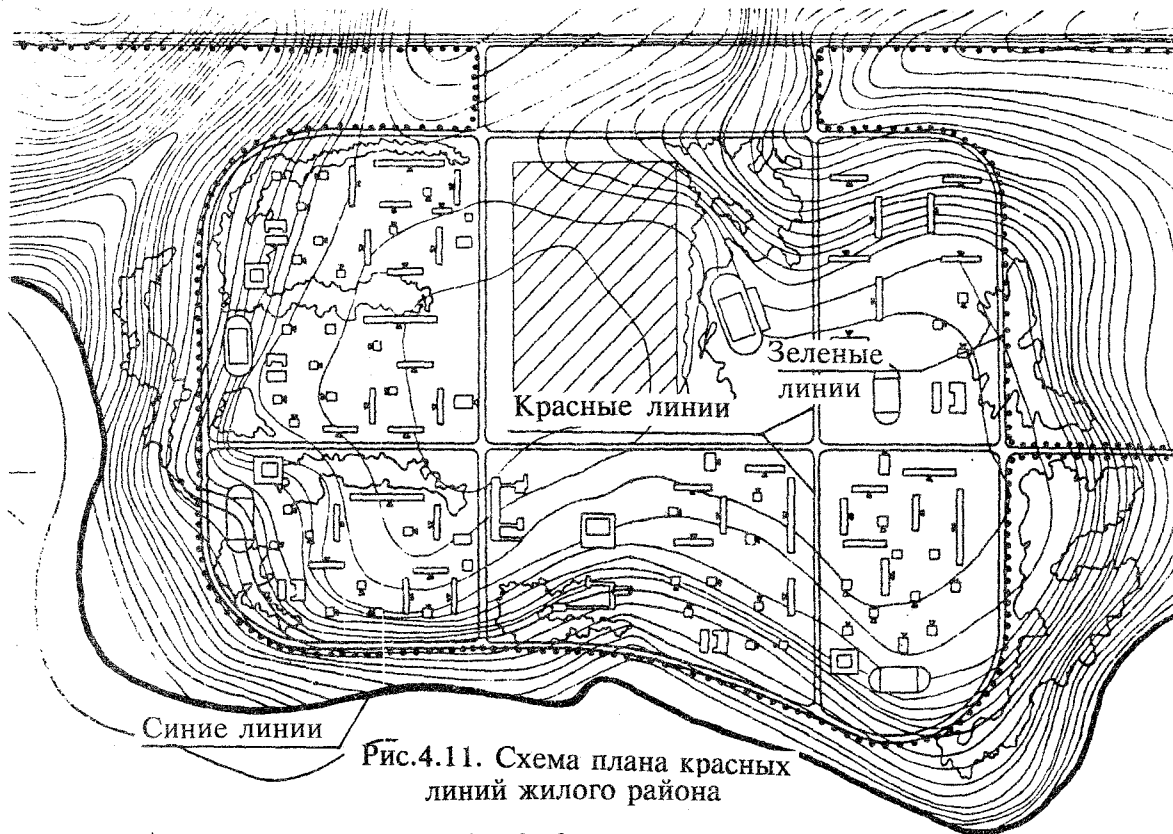 Зеленые
линии
Красные линии
Синие линии
Рис.4.11. Схема плана красных
линий жилого района